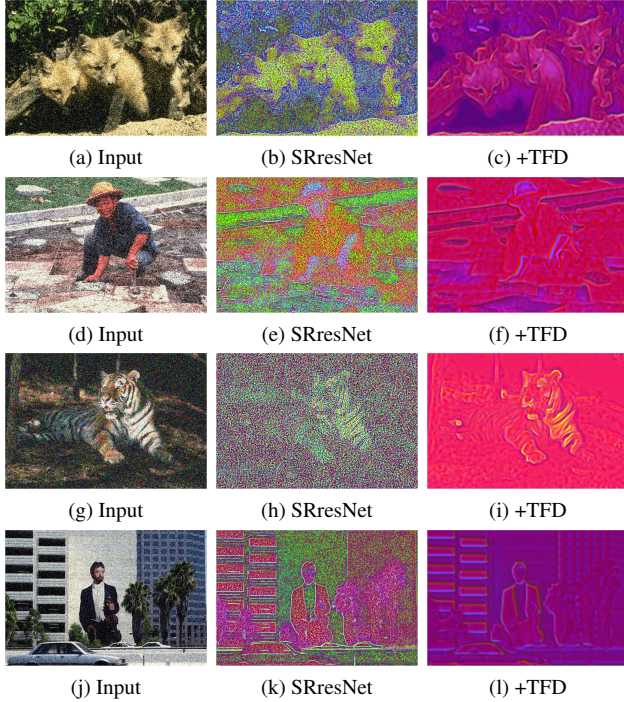 (a) Input
(b) SRresNet
(c) +TFD
(d) Input
(e) SRresNet
(f) +TFD
(g) Input
(h) SRresNet
(i) +TFD
(j) Input
(k) SRresNet
(l) +TFD